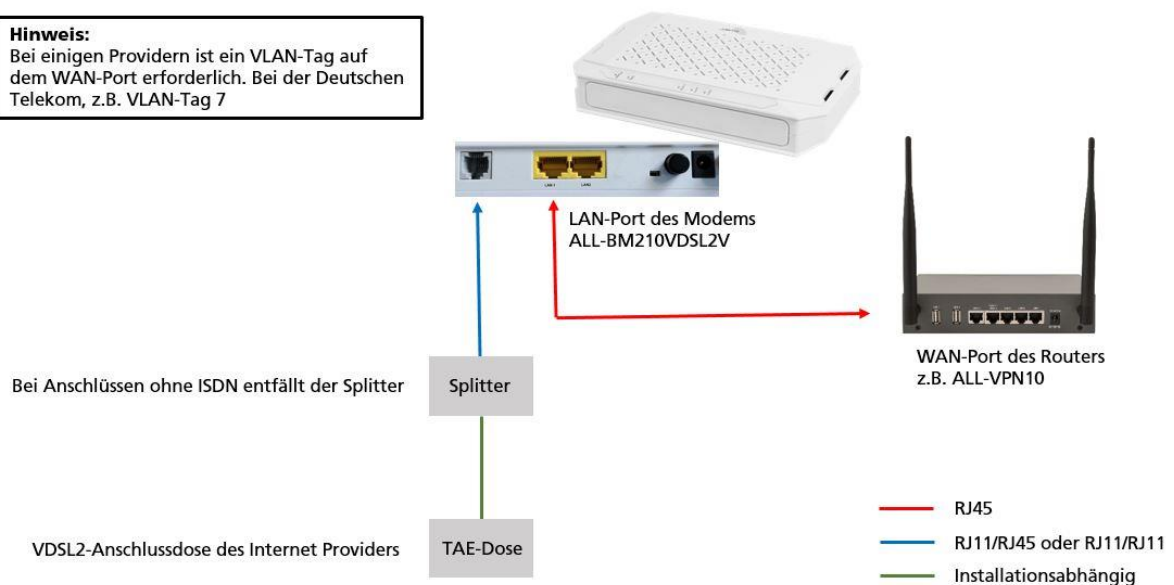 Hinweis:
Bei einigen Providern ist ein VLAN-Tag auf
dem WAN-Port erforderlich. Bei der Deutschen
Telekom, z.B. VLAN-Tag 7
LAN-Port des Modems
ALL-BM210VDSL2V
WAN-Port des Routers
z.B. ALL-VPN10
Bei Anschlüssen ohne ISDN entfällt der Splitter
Splitter
VDSL2-Anschlussdose des Internet Providers
TAE-Dose
RJ45
RJ11/RJ45 oder RJ11/RJ11
Installationsabhängig